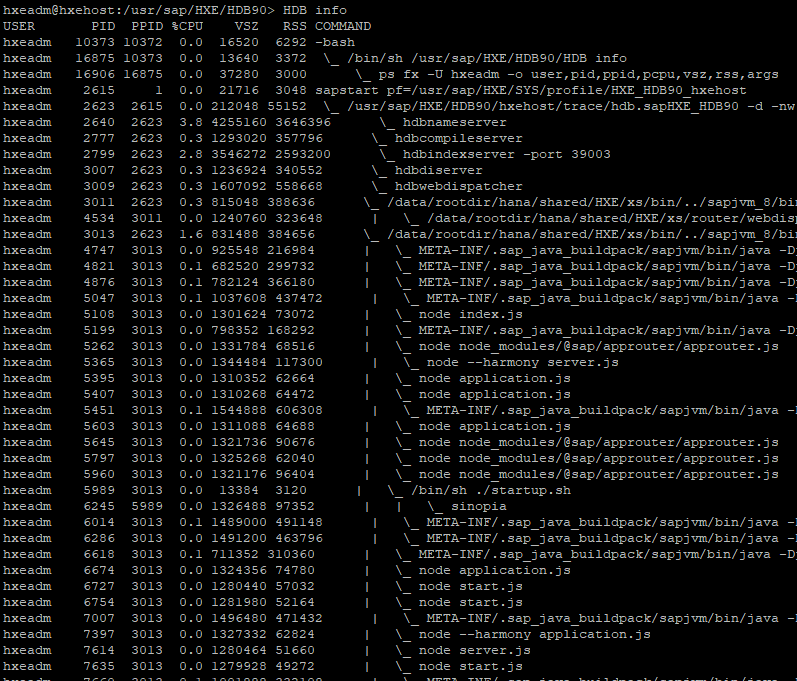 hxeadm@hxehost:/usr/sap/HXE/HDB90> HDB info
USER PID PPID %CPU VSZ RSS COMMAND
hxeadm 10373 10372 0.0 16520 6292 -bash
hxeadm 16875 10373 0.0 13640 3372 \_ /bin/sh /usr/sap/HXE/HDB90/HDB info
hxeadm 16906 16875 0.0 37280 3000 \_ ps fx -U hxeadm -o user,pid,ppid,pcpu,vsz,rss,args
hxeadm 2615 1 0.0 21716 3048 sapstart pf=/usr/sap/HXE/SYS/profile/HXE_HDB90_hxehost
hxeadm 2623 2615 0.0 212048 55152 \_ /usr/sap/HXE/HDB90/hxehost/trace/hdb.sapHXE_HDB90 -d -nw
hxeadm 2640 2623 3.8 4255160 3646396 \_ hdbnameserver
hxeadm 2777 2623 0.3 1293020 357796 \_ hdbcompileserver
hxeadm 2799 2623 2.8 3546272 2593200 \_ hdbindexserver -port 39003
hxeadm 3007 2623 0.3 1236924 340552 \_ hdbdiserver
hxeadm 3009 2623 0.3 1607092 558668 \_ hdbwebdispatcher
hxeadm 3011 2623 0.3 815048 388636 \_ /data/rootdir/hana/shared/HXE/xs/bin/../sapjvm_8/bin
hxeadm 4534 3011 0.0 1240760 323648 | \_ /data/rootdir/hana/shared/HXE/xs/router/webdisp
hxeadm 3013 2623 1.6 831488 384656 \_ /data/rootdir/hana/shared/HXE/xs/bin/../sapjvm_8/bin
hxeadm 4747 3013 0.0 925548 216984 | \_ META-INF/.sap_java_buildpack/sapjvm/bin/java -Dj
hxeadm 4821 3013 0.1 682520 299732 | \_ META-INF/.sap_java_buildpack/sapjvm/bin/java -Dj
hxeadm 4876 3013 0.1 782124 366180 | \_ META-INF/.sap_java_buildpack/sapjvm/bin/java -Dj
hxeadm 5047 3013 0.1 1037608 437472 | \_ META-INF/.sap_java_buildpack/sapjvm/bin/java
hxeadm 5108 3013 0.0 1301624 73072 | \_ node index.js
hxeadm 5199 3013 0.0 798352 168292 | \_ META-INF/.sap_java_buildpack/sapjvm/bin/java -Dj
hxeadm 5262 3013 0.0 1331784 68516 | \_ node node_modules/@sap/approuter/approuter.js
hxeadm 5365 3013 0.0 1344484 117300 | \_ node --harmony server.js
hxeadm 5395 3013 0.0 1310352 62664 | \_ node application.js
hxeadm 5407 3013 0.0 1310268 64472 | \_ node application.js
hxeadm 5451 3013 0.1 1544888 606308 | \_ META-INF/.sap_java_buildpack/sapjvm/bin/java
hxeadm 5603 3013 0.0 1311088 64688 | \_ node application.js
hxeadm 5645 3013 0.0 1321736 90676 | \_ node node_modules/@sap/approuter/approuter.js
hxeadm 5797 3013 0.0 1325268 62040 | \_ node node_modules/@sap/approuter/approuter.js
hxeadm 5960 3013 0.0 1321176 96404 | \_ node node_modules/@sap/approuter/approuter.js
hxeadm 5989 3013 0.0 13384 3120 | \_ /bin/sh ./startup.sh
hxeadm 6245 5989 0.0 1326488 97352 | | \_ sinopia
hxeadm 6014 3013 0.1 1489000 491148 | \_ META-INF/.sap_java_buildpack/sapjvm/bin/java
hxeadm 6286 3013 0.0 1491200 463796 | \_ META-INF/.sap_java_buildpack/sapjvm/bin/java
hxeadm 6618 3013 0.1 711352 310360 | \_ META-INF/.sap_java_buildpack/sapjvm/bin/java -Dj
hxeadm 6674 3013 0.0 1324356 74780 | \_ node application.js
hxeadm 6727 3013 0.0 1280440 57032 | \_ node start.js
hxeadm 6754 3013 0.0 1281980 52164 | \_ node start.js
hxeadm 7007 3013 0.0 1496480 471432 | \_ META-INF/.sap_java_buildpack/sapjvm/bin/java
hxeadm 7397 3013 0.0 1327332 62824 | \_ node --harmony application.js
hxeadm 7614 3013 0.0 1280464 51660 | \_ node server.js
hxeadm 7635 3013 0.0 1279928 49272 | \_ node start.js